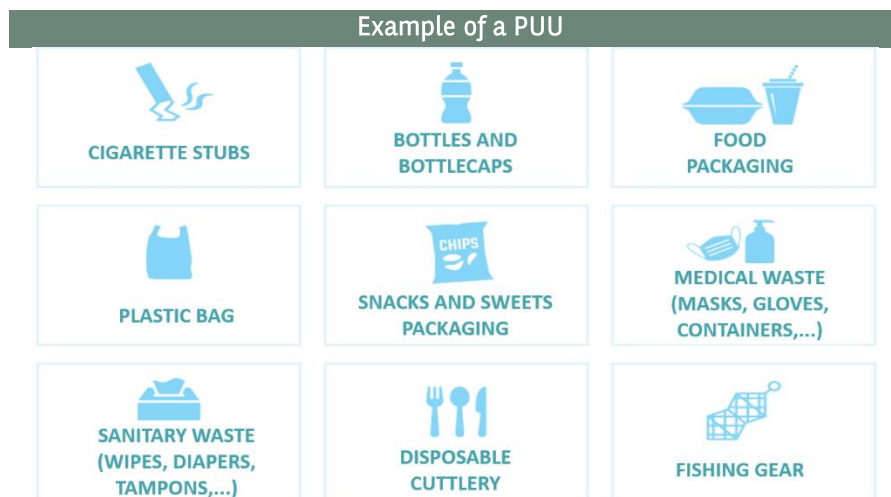 Example of a PUU
CIGARETTE STUBS
BOTTLES AND
BOTTLECAPS
FOOD
PACKAGING
PLASTIC BAG
CHIPS
SNACKS AND SWEETS
PACKAGING
MEDICAL WASTE
(MASKS, GLOVES,
CONTAINERS,...)
SANITARY WASTE
(WIPES, DIAPERS,
TAMPONS,...)
DISPOSABLE
CUTTLERY
FISHING GEAR